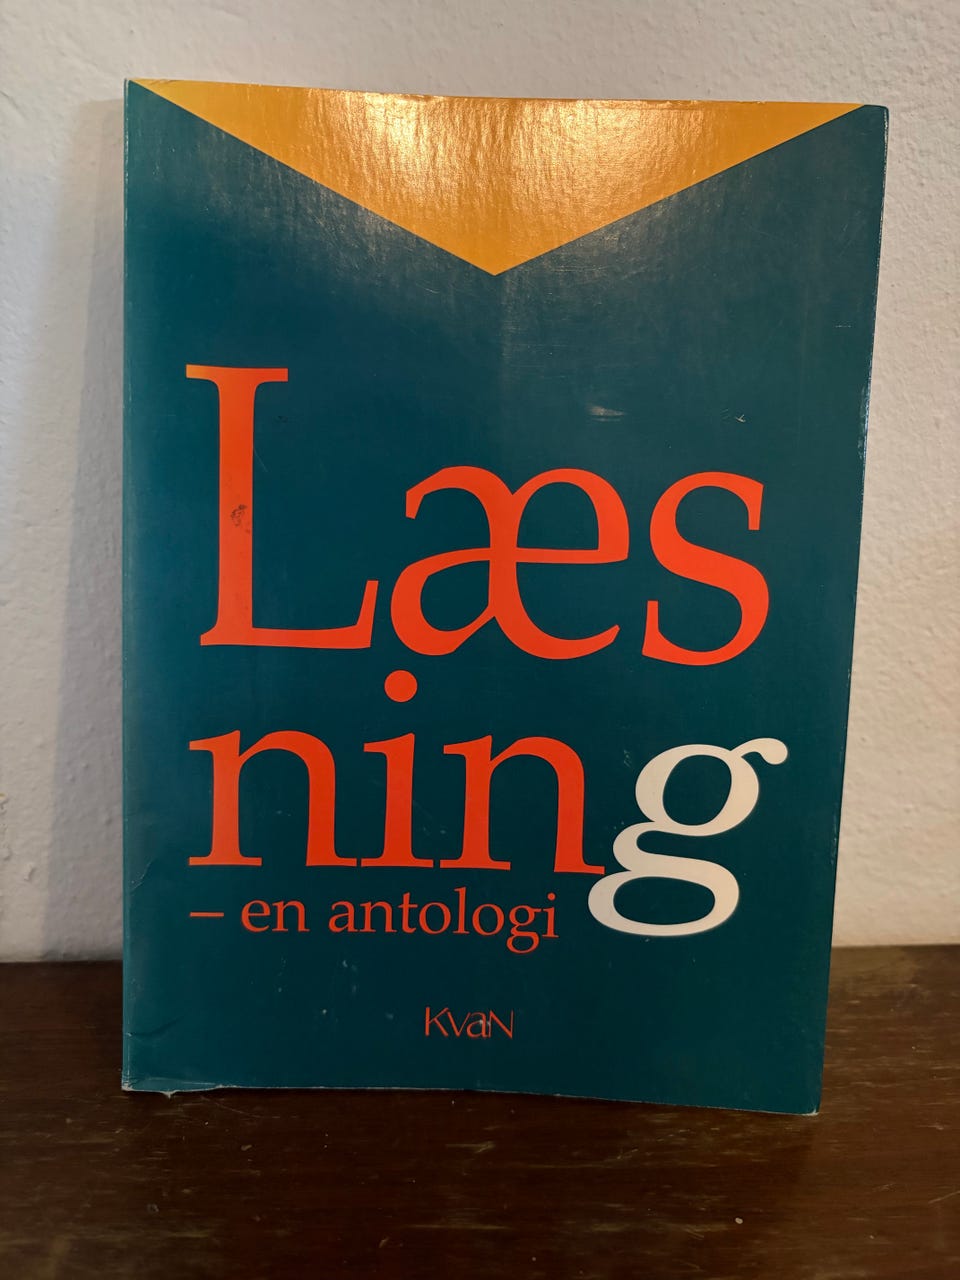 Læs
ning
– en antologi
KvaN